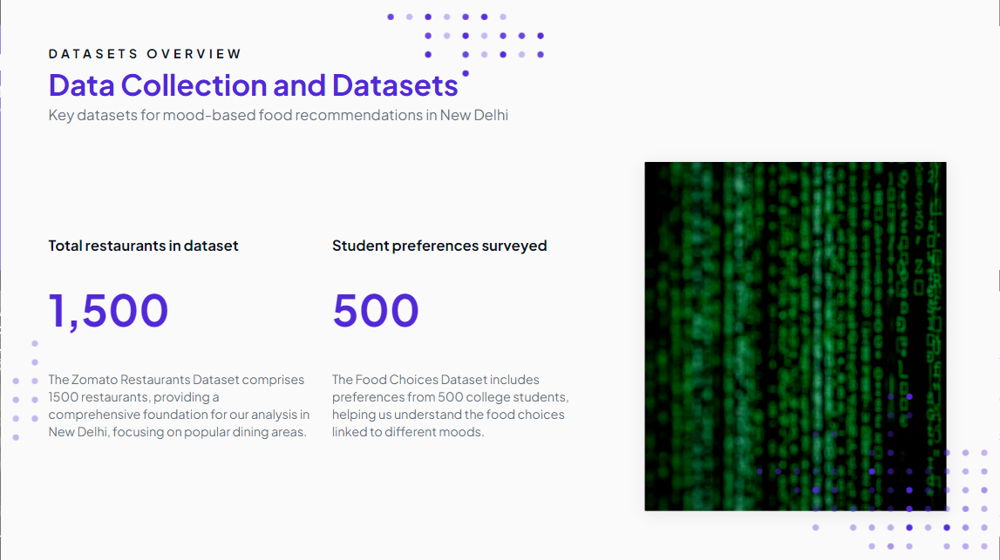 DATASETS OVERVIEW
Data Collection and Datasets
Key datasets for mood-based food recommendations in New Delhi
Total restaurants in dataset
1,500
The Zomato Restaurants Dataset comprises
1500 restaurants, providing a
comprehensive foundation for our analysis in
New Delhi, focusing on popular dining areas.
Student preferences surveyed
500
The Food Choices Dataset includes
preferences from 500 college students,
helping us understand the food choices
linked to different moods.